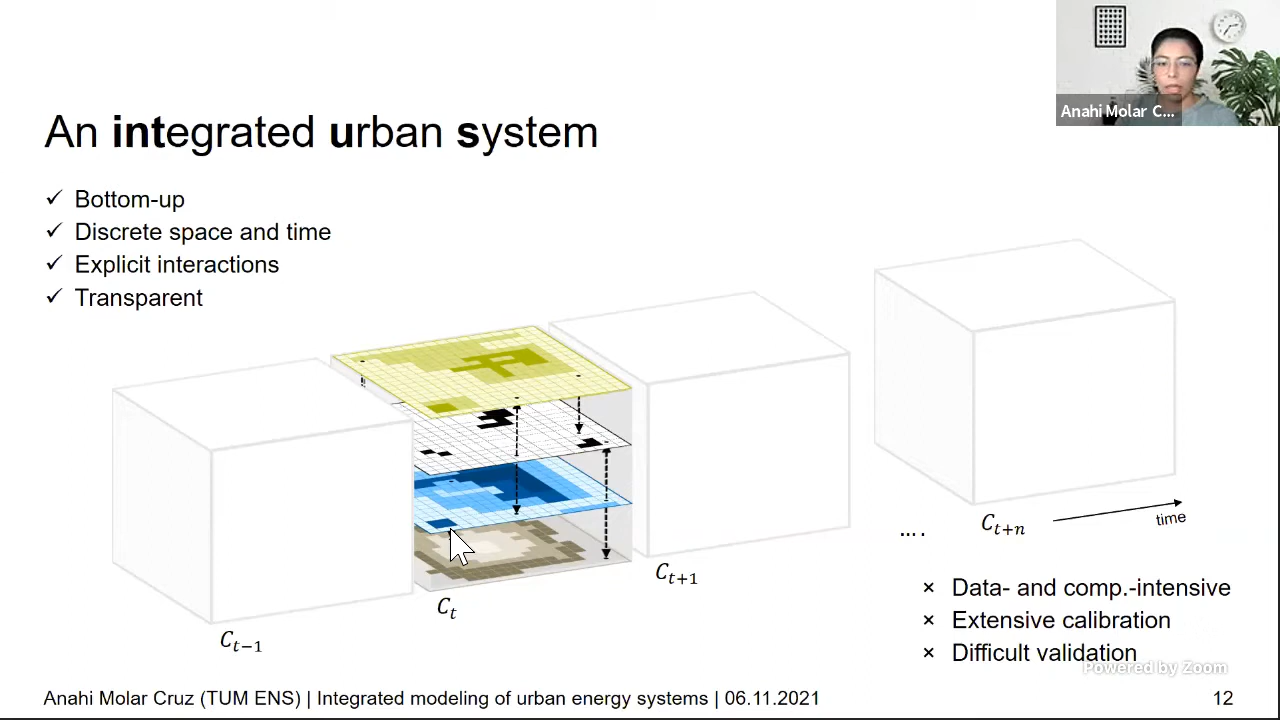 Anahi Molar C...
An integrated urban system
✓ Bottom-up
✓ Discrete space and time
✓ Explicit interactions
✓ Transparent
C_{t−1}
C_t
C_{t+1}
....
C_{t+n}
time
× Data- and comp.-intensive
× Extensive calibration
× Difficult validation
Powered by Zoom
Anahi Molar Cruz (TUM ENS) | Integrated modeling of urban energy systems | 06.11.2021
12